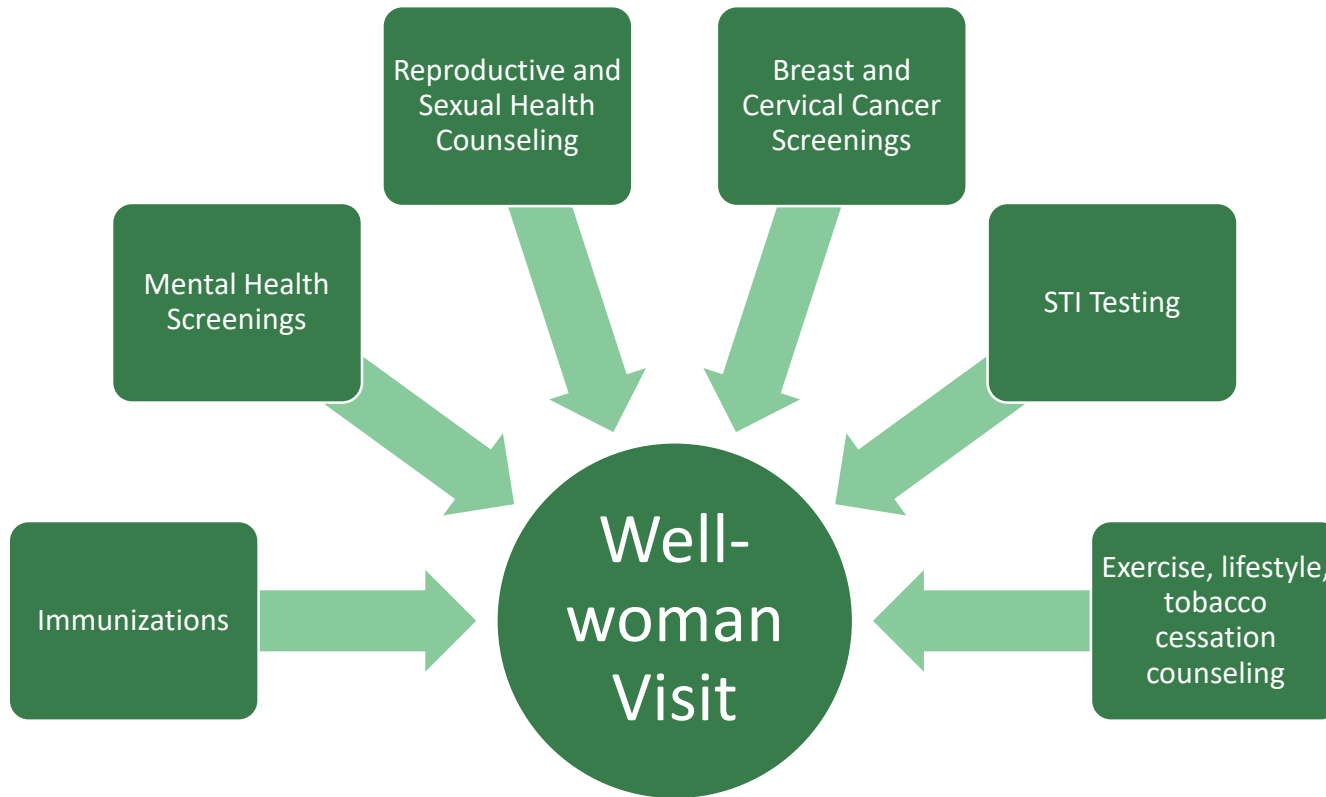 Reproductive and
Sexual Health
Counseling
Breast and
Cervical Cancer
Screenings
Mental Health
Screenings
STI Testing
Immunizations
Well-
woman
Visit
Exercise, lifestyle,
tobacco
cessation
counseling